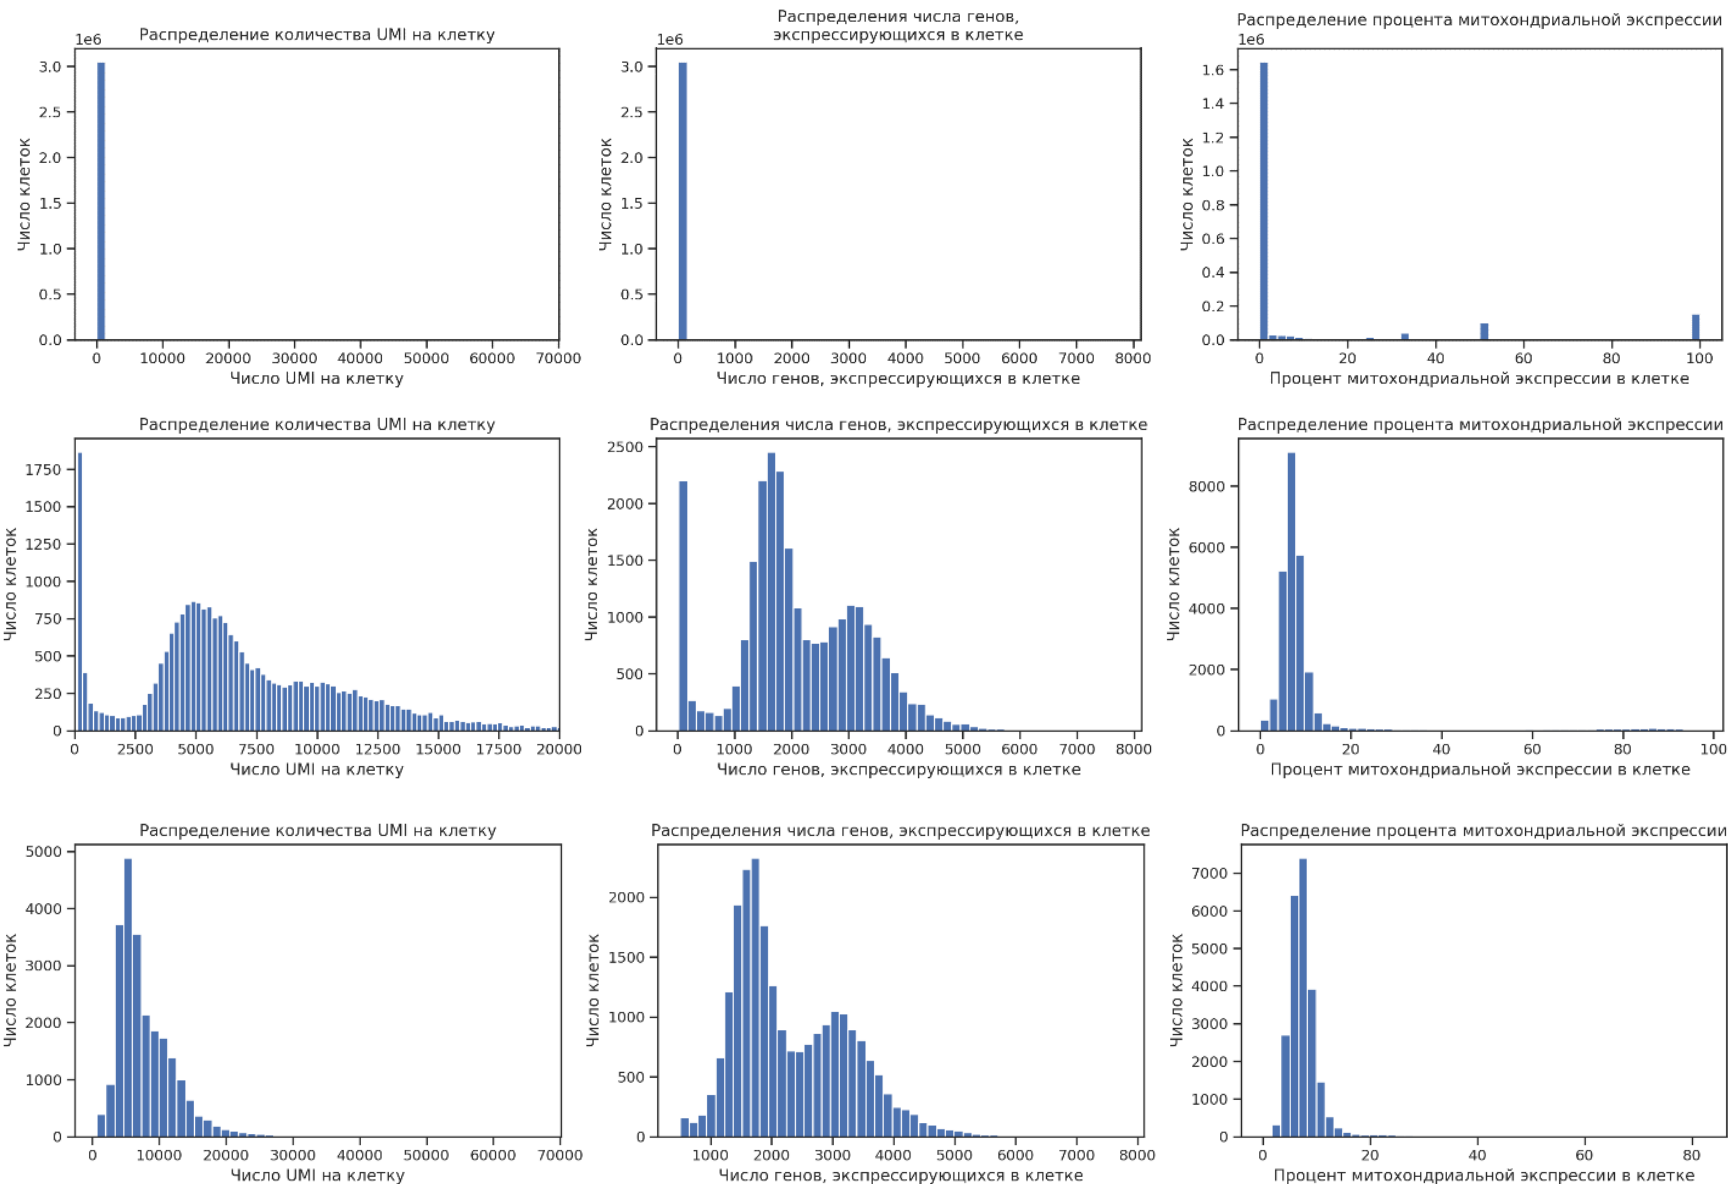 Распределение количества UMI на клетку
1e6
3.0
2.5
2.0
1.5
1.0
0.5
0.0
Число клеток
0 10000 20000 30000 40000 50000 60000 70000
Число UMI на клетку
Распределения числа генов,
экспрессирующихся в клетке
1e6
3.0
2.5
2.0
1.5
1.0
0.5
0.0
Число клеток
0 1000 2000 3000 4000 5000 6000 7000 8000
Число генов, экспрессирующихся в клетке
Распределение процента митохондриальной экспрессии
1e6
1.6
1.4
1.2
1.0
0.8
0.6
0.4
0.2
0.0
Число клеток
0 20 40 60 80 100
Процент митохондриальной экспрессии в клетке
Распределение количества UMI на клетку
1750
1500
1250
1000
750
500
250
0
Число клеток
0 2500 5000 7500 10000 12500 15000 17500 20000
Число UMI на клетку
Распределения числа генов, экспрессирующихся в клетке
2500
2000
1500
1000
500
0
Число клеток
0 1000 2000 3000 4000 5000 6000 7000 8000
Число генов, экспрессирующихся в клетке
Распределение процента митохондриальной экспрессии
8000
6000
4000
2000
0
Число клеток
0 20 40 60 80 100
Процент митохондриальной экспрессии в клетке
Распределение количества UMI на клетку
5000
4000
3000
2000
1000
0
Число клеток
0 10000 20000 30000 40000 50000 60000 70000
Число UMI на клетку
Распределения числа генов, экспрессирующихся в клетке
2000
1500
1000
500
0
Число клеток
1000 2000 3000 4000 5000 6000 7000 8000
Число генов, экспрессирующихся в клетке
Распределение процента митохондриальной экспрессии
7000
6000
5000
4000
3000
2000
1000
0
Число клеток
0 20 40 60 80
Процент митохондриальной экспрессии в клетке